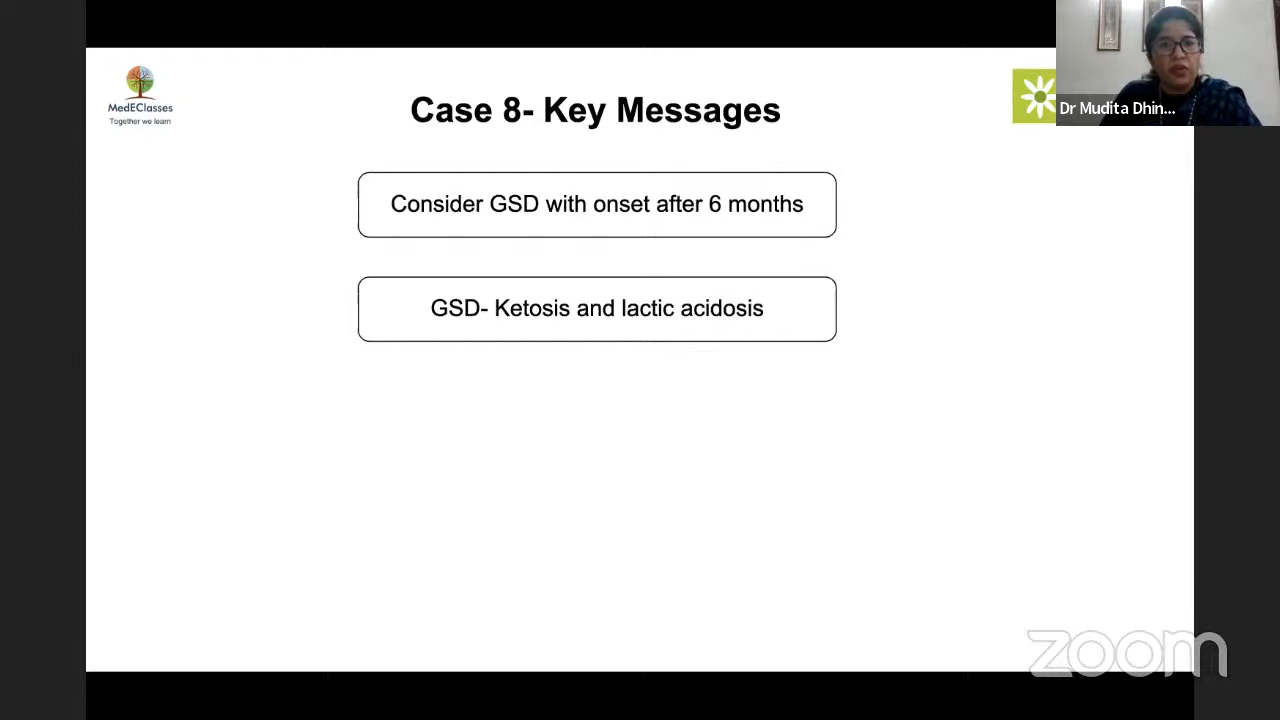 MedEClasses
Together we learn
Case 8- Key Messages
Dr Mudita Dhin...
Consider GSD with onset after 6 months
GSD- Ketosis and lactic acidosis
zoom